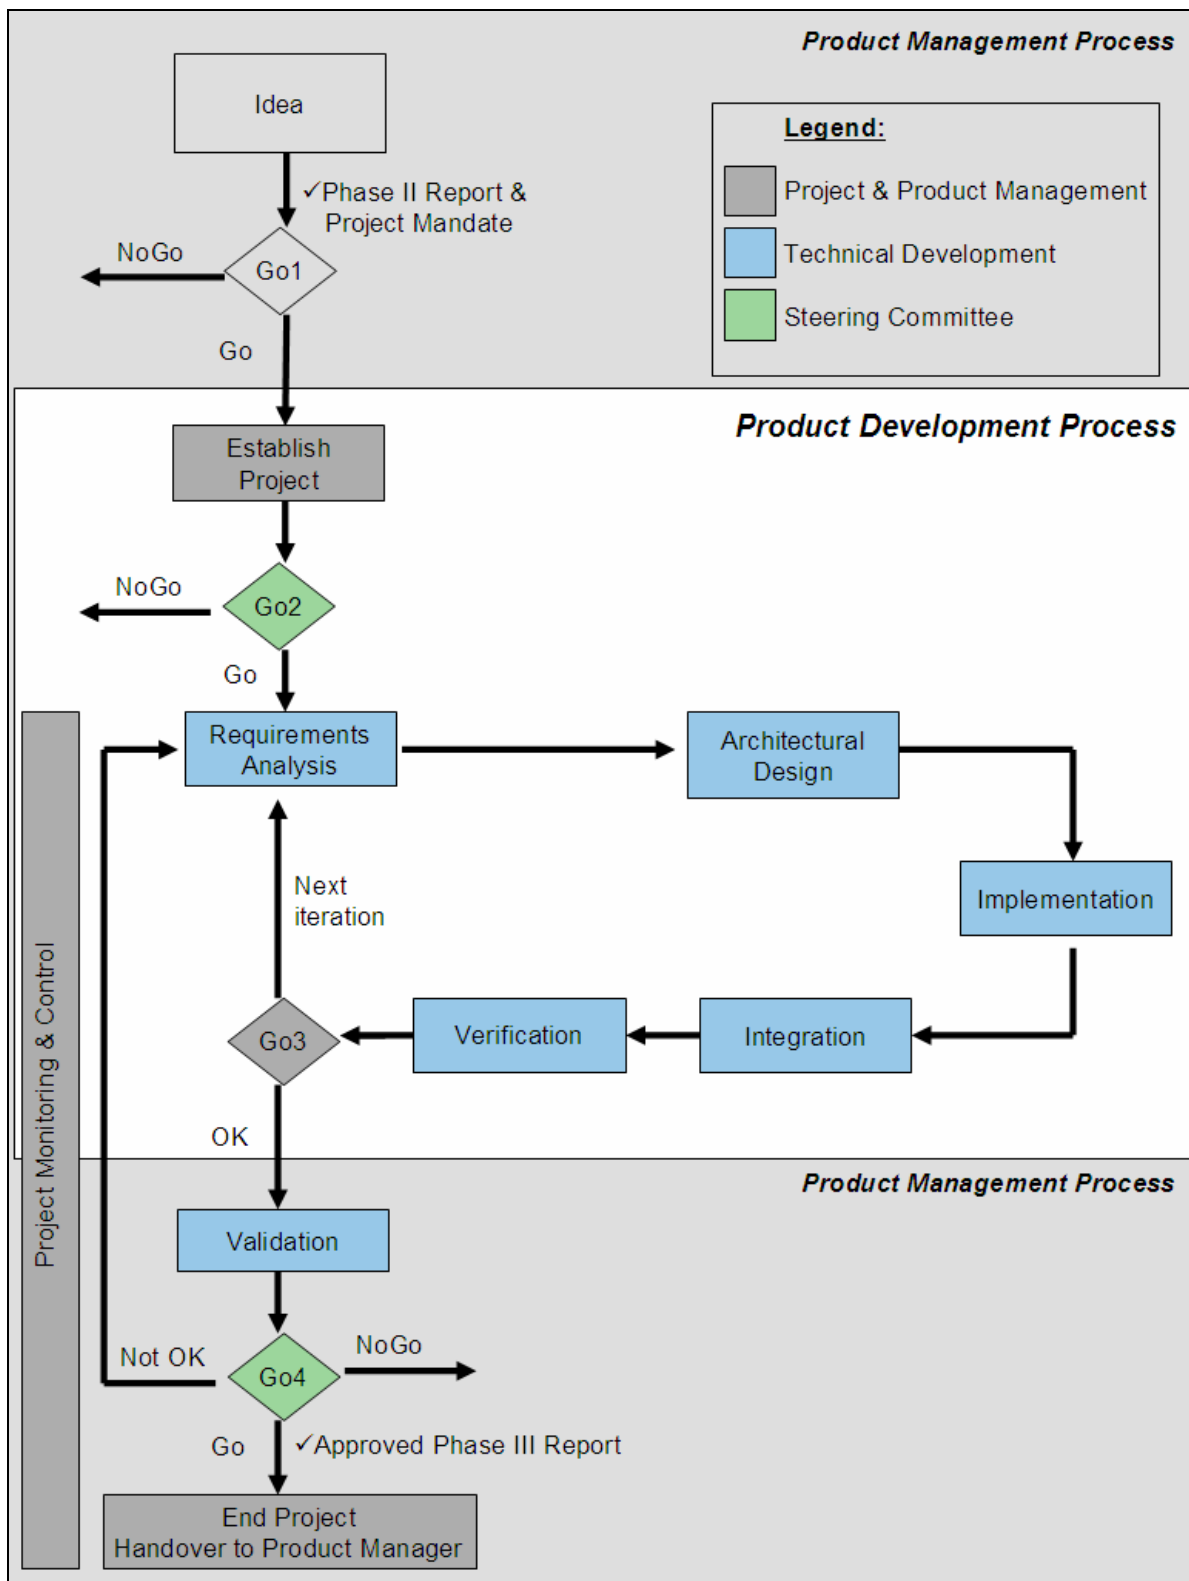 Product Management Process
Idea
Legend:
Project & Product Management
Technical Development
Steering Committee
✓Phase II Report &
Project Mandate
NoGo
Go1
Go
Product Development Process
Establish
Project
NoGo
Go2
Go
Requirements
Analysis
Architectural
Design
Next
iteration
Implementation
Go3
Verification
Integration
OK
Project Monitoring & Control
Product Management Process
Validation
Not OK
Go4
NoGo
Go
✓Approved Phase III Report
End Project
Handover to Product Manager